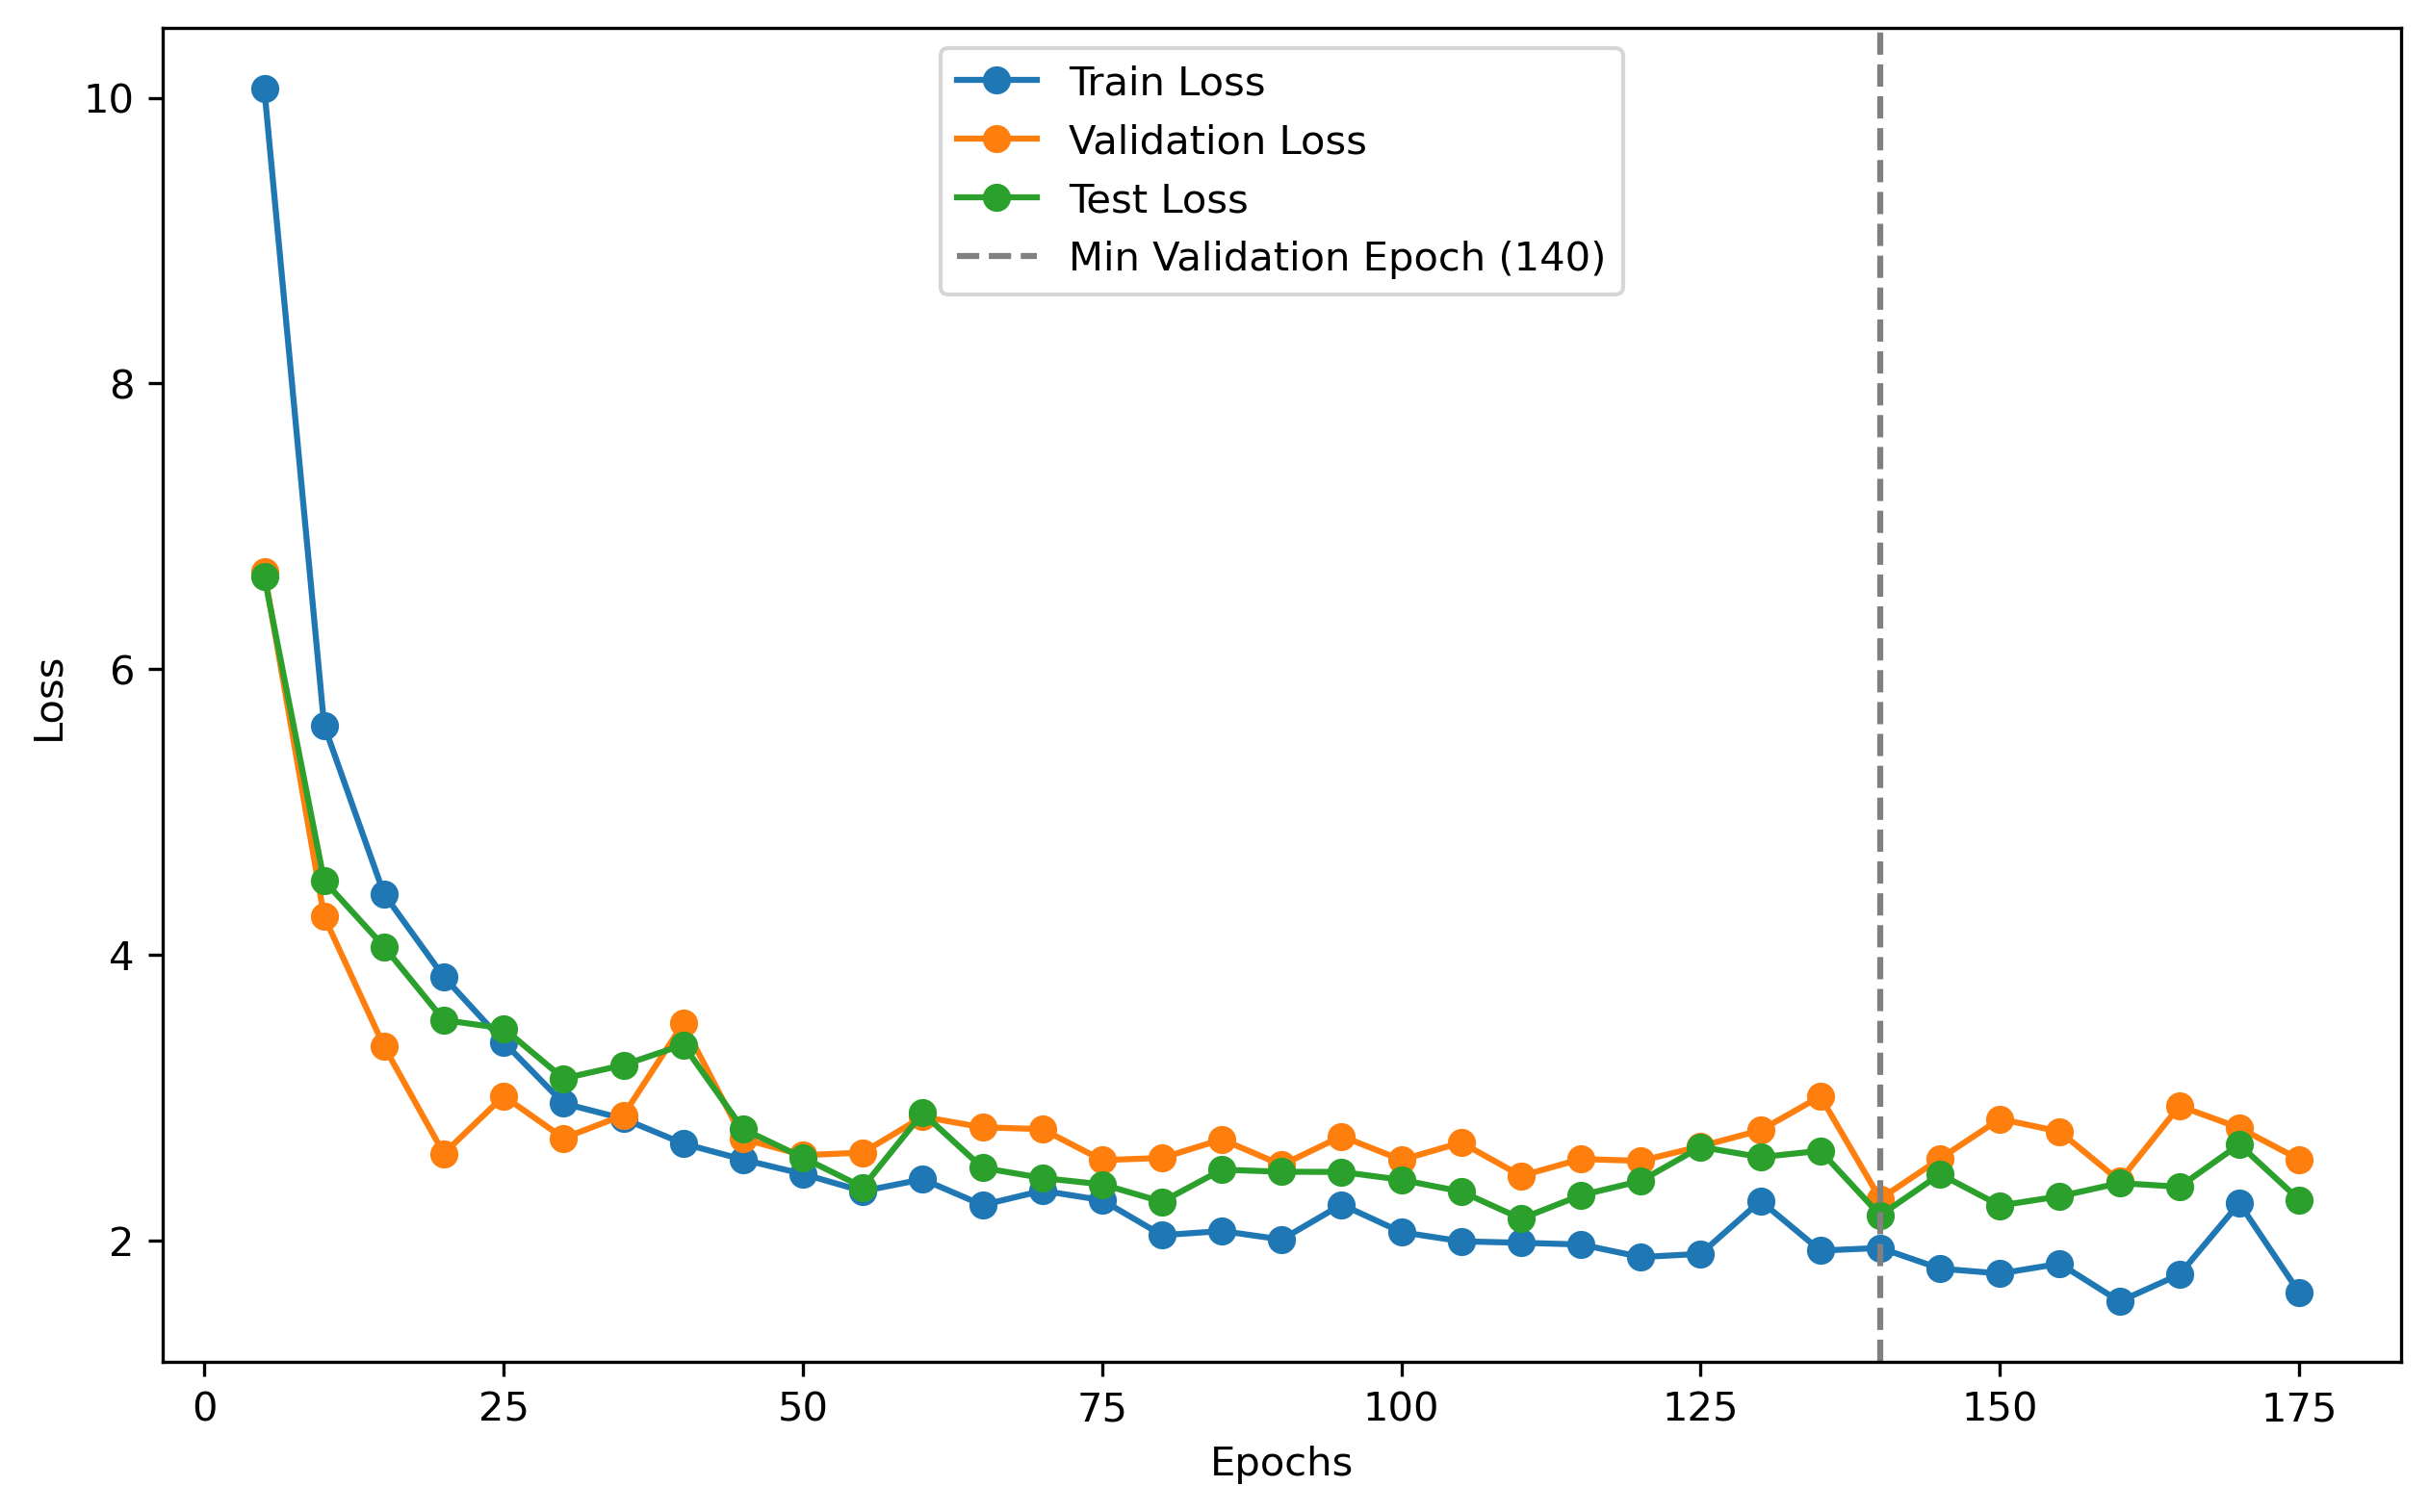 Train Loss
Validation Loss
Test Loss
Min Validation Epoch (140)
10
8
6
4
2
Loss
0 25 50 75 100 125 150 175
Epochs